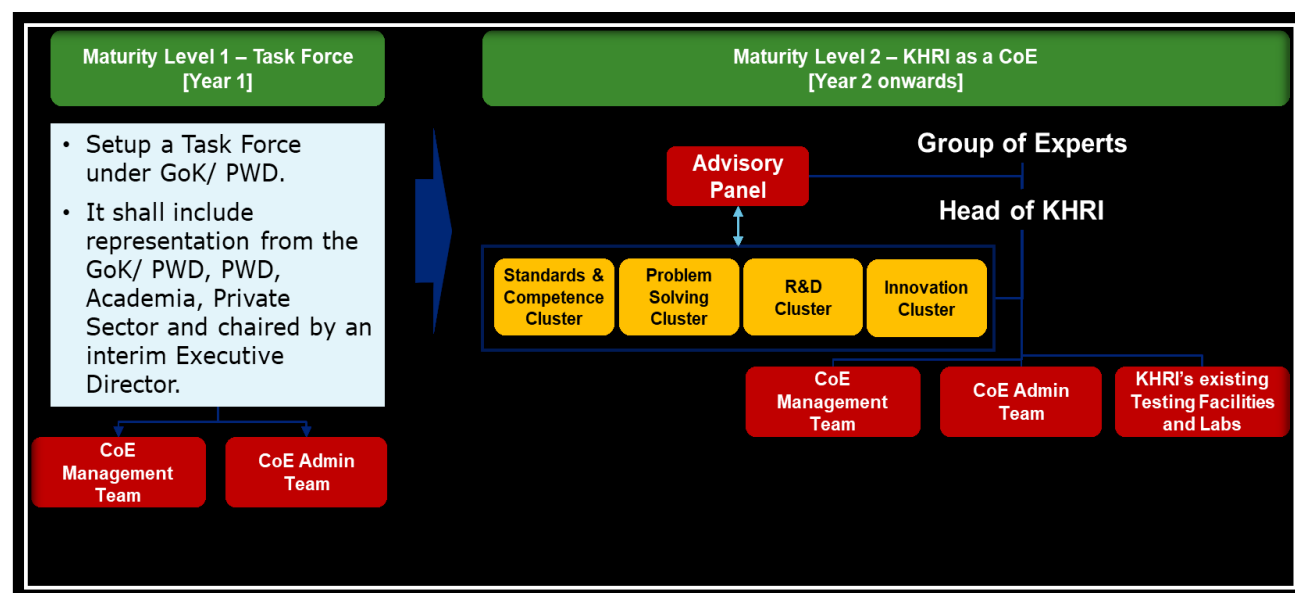 Maturity Level 1 – Task Force
[Year 1]
• Setup a Task Force
under GoK/ PWD.
• It shall include
representation from the
GoK/ PWD, PWD,
Academia, Private
Sector and chaired by an
interim Executive
Director.
CoE
Management
Team
CoE Admin
Team
Maturity Level 2 – KHRI as a CoE
[Year 2 onwards]
Group of Experts
Advisory
Panel
Head of KHRI
Standards &
Competence
Cluster
Problem
Solving
Cluster
R&D
Cluster
Innovation
Cluster
CoE
Management
Team
CoE Admin
Team
KHRI's existing
Testing Facilities
and Labs